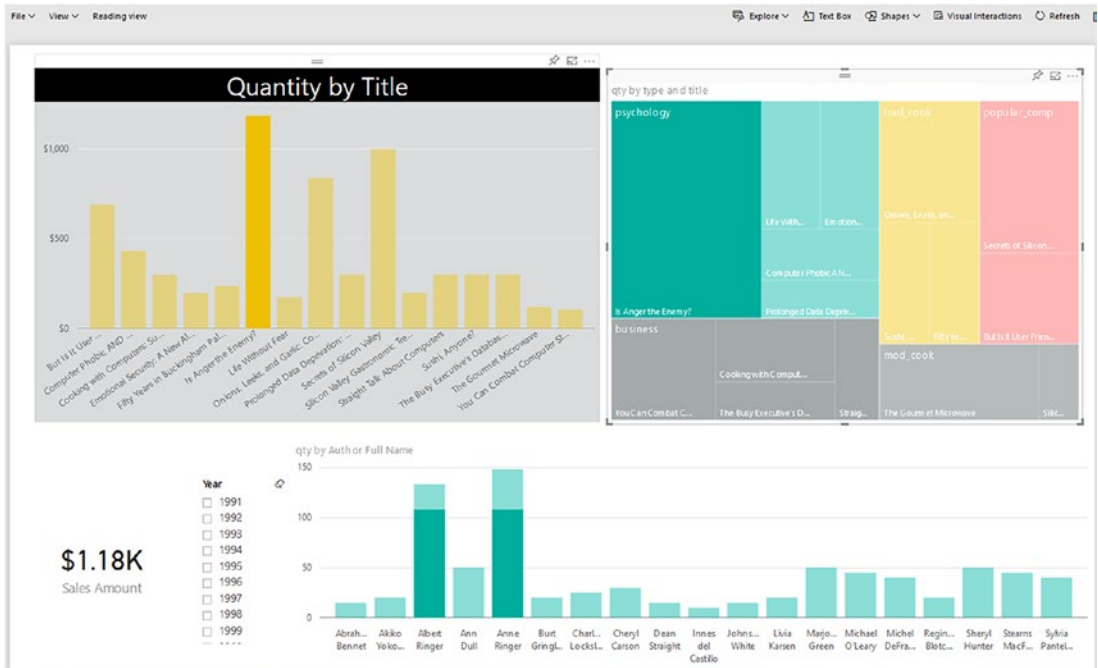 File View Reading view Explore Text Box Shapes Visual Interactions Refresh
Quantity by Title
$1,000
$500
$0
But Is It User ...
Computer Phobic AND ...
Cooking with Computers: Su...
Emotional Security: A New Al...
Fifty Years in Buckingham Pal...
Is Anger the Enemy?
Life Without Fear
Onions, Leeks, and Garlic: Co...
Prolonged Data Deprivation: ...
Secrets of Silicon Valley
Silicon Valley Gastronomic Tre...
Straight Talk About Computers
Sushi, Anyone?
The Busy Executive's Databas...
The Gourmet Microwave
You Can Combat Computer St...
qty by type and title
psychology
Is Anger the Enemy?
Life With...
Emotion...
Computer Phobic AN...
Prolonged Data Depriv...
business
You Can Combat C...
Cooking with Comput...
The Busy Executive's D...
Straig...
trad_cook
Onions, Leeks, an...
Sushi, ...
Fifty Ye...
popular_comp
Secrets of Silicon...
But Is It User Frien...
mod_cook
The Gourmet Microwave
Silic...
$1.18K
Sales Amount
Year
1991
1992
1993
1994
1995
1996
1997
1998
1999
qty by Author Full Name
150
100
50
0
Abrah... Bennet
Akiko Yoko...
Albert Ringer
Ann Dull
Anne Ringer
Burt Gringl...
Charl... Locksl...
Cheryl Carson
Dean Straight
Innes del Castillo
Johns... White
Livia Karsen
Marjo... Green
Michael O'Leary
Michel DeFra...
Regin... Blotc...
Sheryl Hunter
Stearns MacF...
Sylvia Pantel...